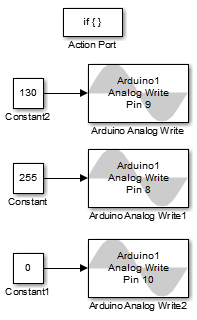 if { }
Action Port
130
Constant2
Arduino1
Analog Write
Pin 9
Arduino Analog Write
255
Constant
Arduino1
Analog Write
Pin 8
Arduino Analog Write1
0
Constant1
Arduino1
Analog Write
Pin 10
Arduino Analog Write2